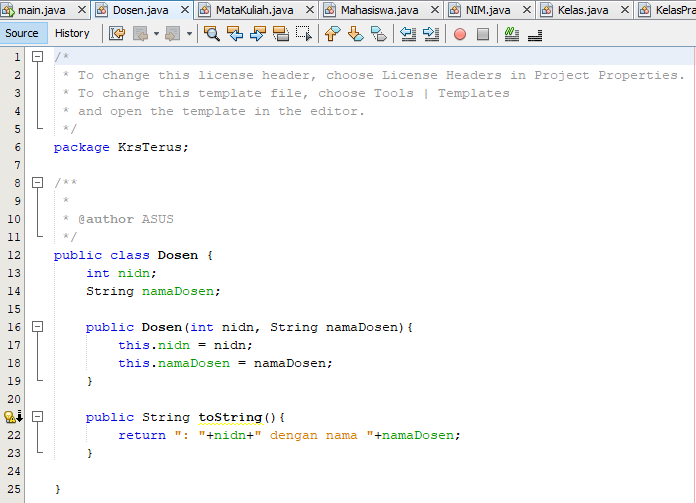 main.java Dosen.java MataKuliah.java Mahasiswa.java NIM.java Kelas.java KelasPra
Source History
1 /*
2 * To change this license header, choose License Headers in Project Properties.
3 * To change this template file, choose Tools | Templates
4 * and open the template in the editor.
5 */
6 package KrsTerus;
7
8 /**
9 *
10 * @author ASUS
11 */
12 public class Dosen {
13 int nidn;
14 String namaDosen;
15
16 public Dosen(int nidn, String namaDosen){
17 this.nidn = nidn;
18 this.namaDosen = namaDosen;
19 }
20
public String toString(){
22 return ": "+nidn+" dengan nama "+namaDosen;
23 }
24
25 }